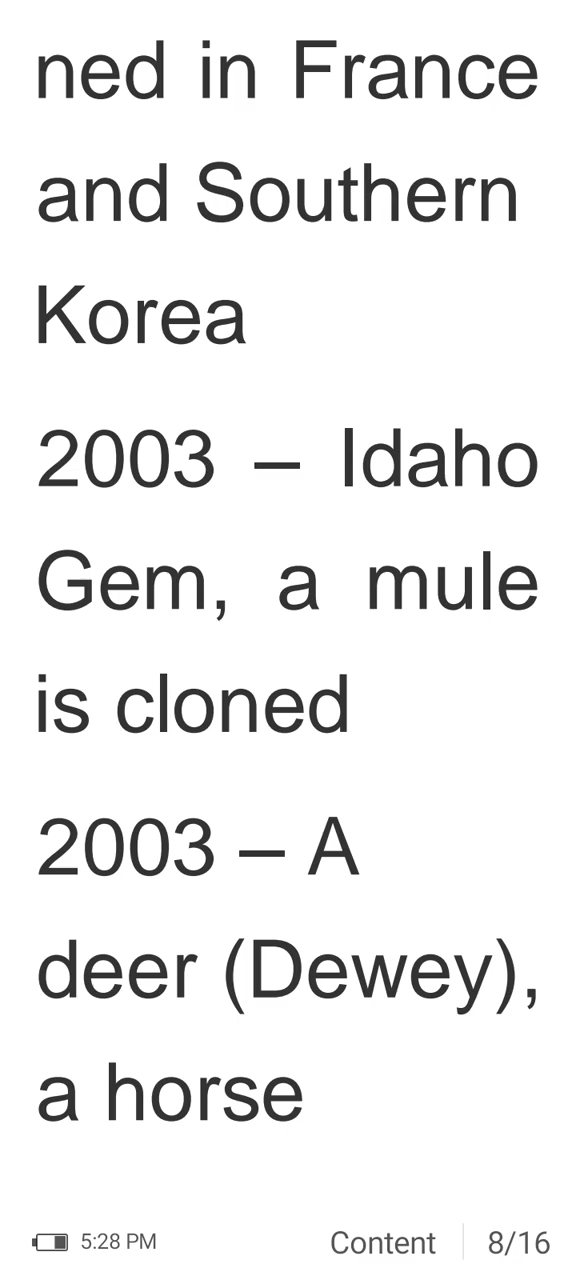 ned in France
and Southern
Korea
2003 – Idaho
Gem, a mule
is cloned
2003 – A
deer (Dewey),
a horse
5:28 PM Content 8/16